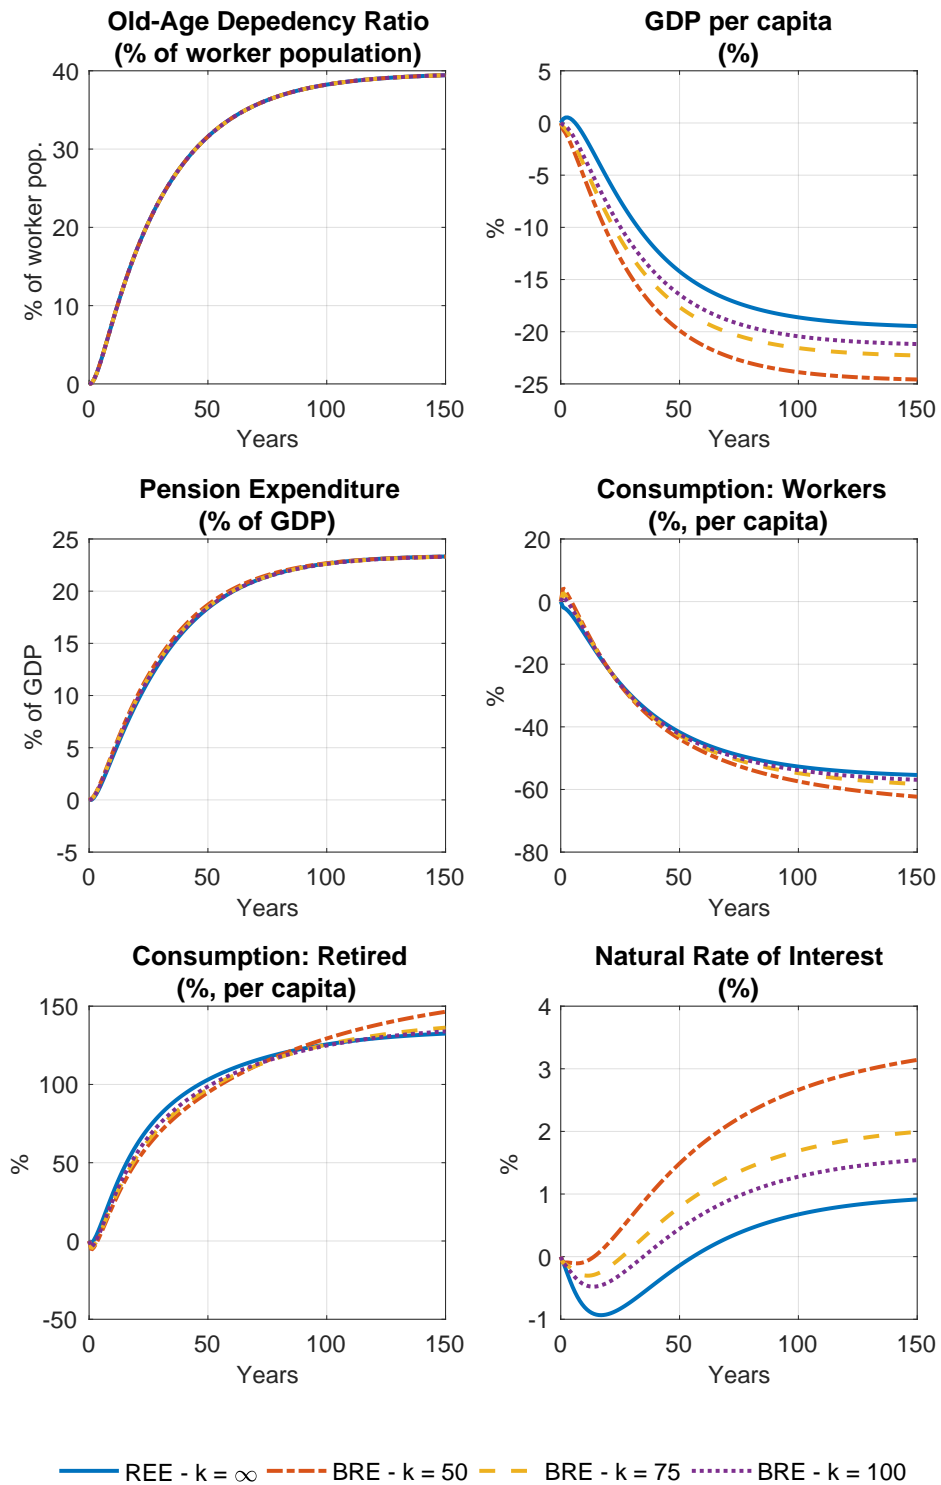 Old-Age Depedency Ratio
(% of worker population)
40
30
20
10
0
% of worker pop.
0 50 100 150
Years
GDP per capita
(%)
5
0
-5
-10
-15
-20
-25
%
0 50 100 150
Years
Pension Expenditure
(% of GDP)
25
20
15
10
5
0
-5
% of GDP
0 50 100 150
Years
Consumption: Workers
(%, per capita)
20
0
-20
-40
-60
-80
%
0 50 100 150
Years
Consumption: Retired
(%, per capita)
150
100
50
0
-50
%
0 50 100 150
Years
Natural Rate of Interest
(%)
4
3
2
1
0
-1
%
0 50 100 150
Years
REE - k = ∞ BRE - k = 50 BRE - k = 75 BRE - k = 100